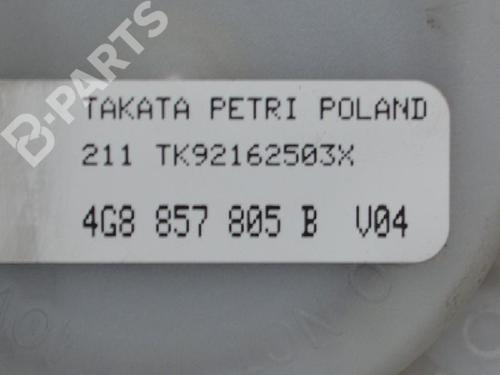 B-PARTS
TAKATA PETRI POLAND
211 TK92162503X
4G8 857 805 B V04